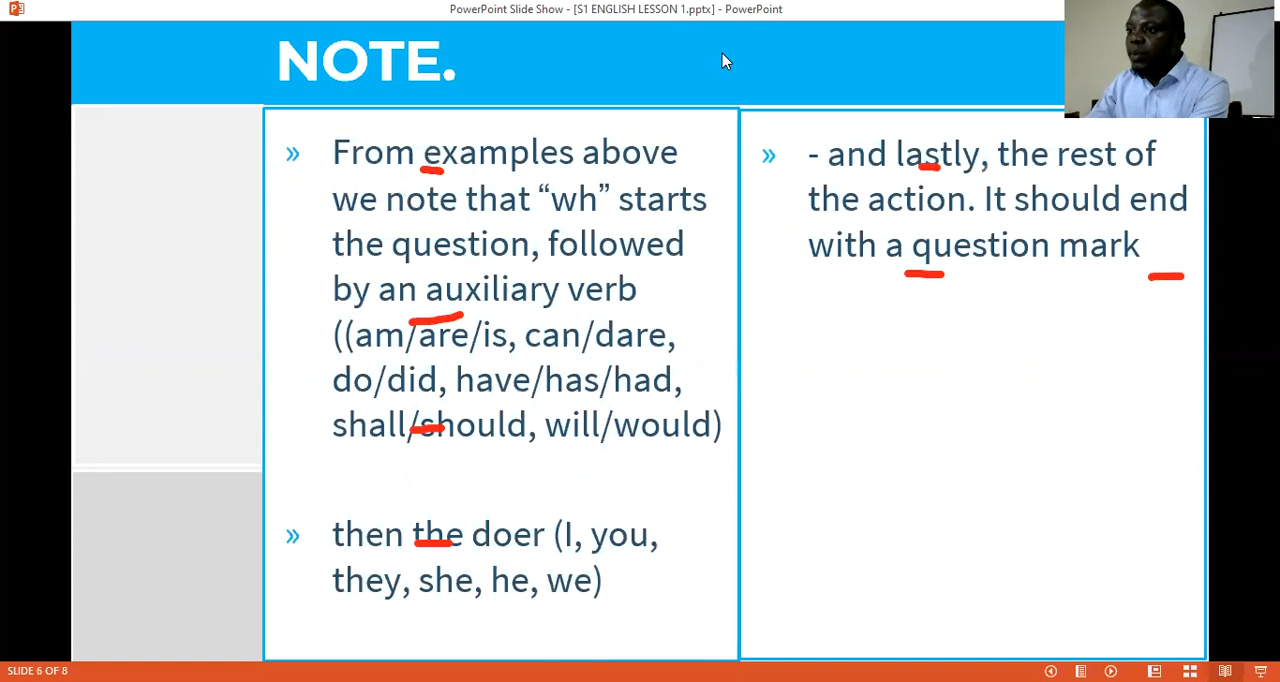 PowerPoint Slide Show - [S1 ENGLISH LESSON 1.pptx] - PowerPoint
NOTE.
» From examples above
we note that “wh” starts
the question, followed
by an auxiliary verb
((am/are/is, can/dare,
do/did, have/has/had,
shall/should, will/would)
» then the doer (I, you,
they, she, he, we)
» - and lastly, the rest of
the action. It should end
with a question mark
SLIDE 6 OF 8